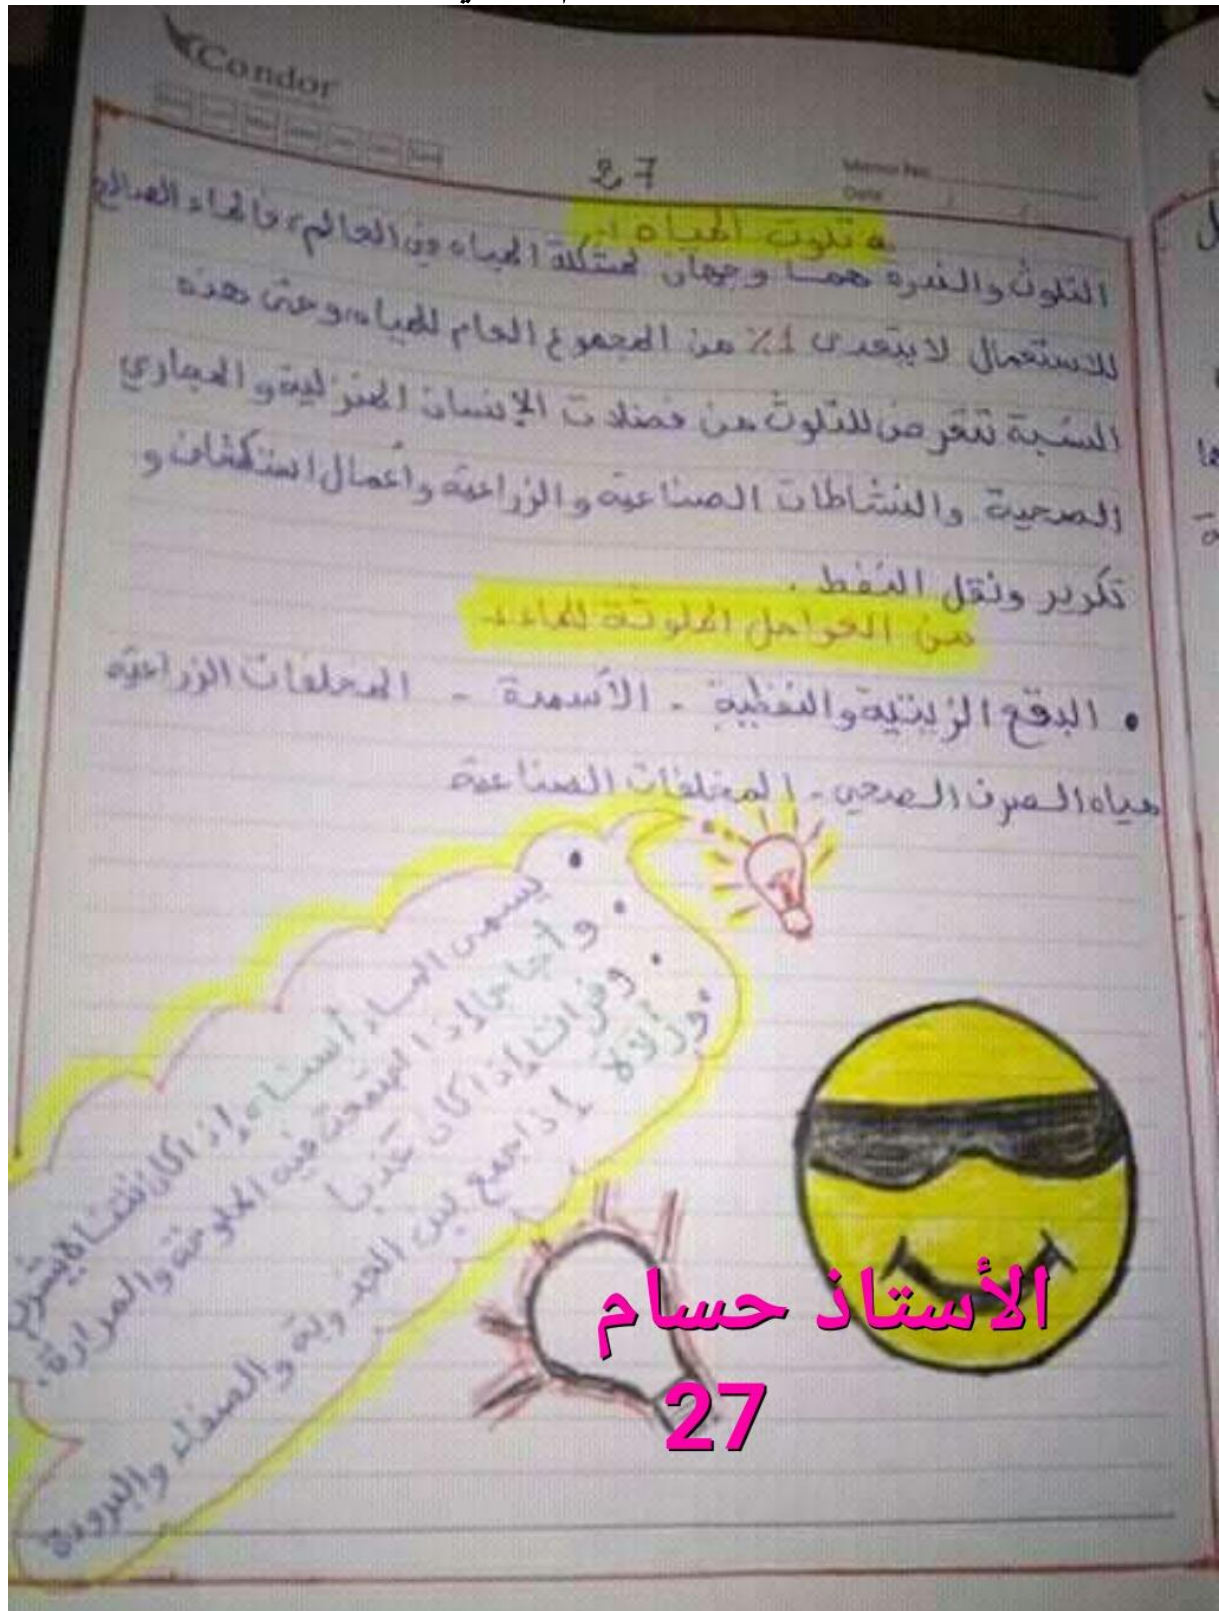 Condor
Memo No.
Date / /
27
تلوث المياه :
التلوث والندرة هما وجهان لمشكلة المياه في العالم، فالماء الصالح
للاستعمال لا يتعدى 1% من المجموع العام للمياه، وحتى هذه
النسبة تتعرض للتلوث من فضلات الإنسان المنزلية والمجاري
الصحية والنشاطات الصناعية والزراعية وأعمال استكشاف و
تكرير ونقل النفط .
من العوامل الملوثة للماء :
• البقع الزيتية والنفطية - الأسمدة - المخلفات الزراعية
مياه الصرف الصحي - المخلفات الصناعية
• يسمى الماء إذا كان يشرب
• وأجاجا إذا اجتمعت فيه الملوحة والمرارة.
• وفراتا إذا كان عذبا
• وزلالا إذا جمع بين العذوبة والصفاء والبرودة
الأستاذ حسام
27